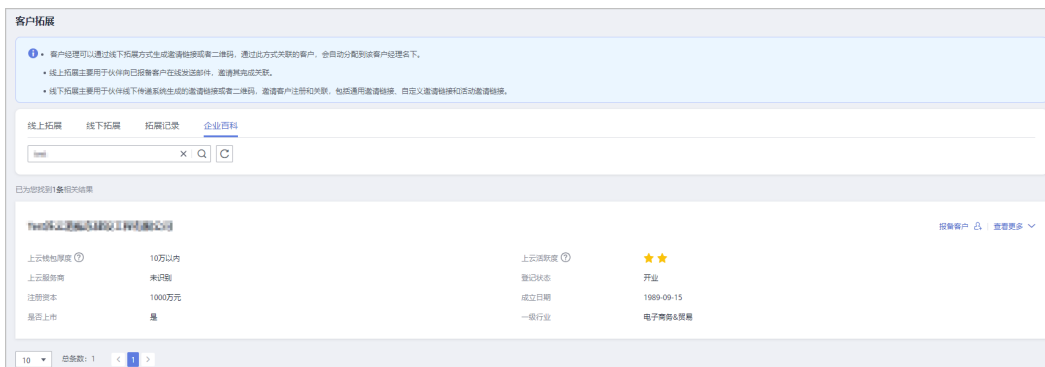 客户拓展
• 客户经理可以通过线下拓展方式生成邀请链接或者二维码，通过此方式关联的客户，会自动分配到该客户经理名下。
• 线上拓展主要用于伙伴向已报备客户在线发送邮件，邀请其完成关联。
• 线下拓展主要用于伙伴线下传递系统生成的邀请链接或者二维码，邀请客户注册和关联，包括通用邀请链接、自定义邀请链接和活动邀请链接。
线上拓展 线下拓展 拓展记录 企业百科
已为您找到1条相关结果
报备客户 查看更多
上云钱包厚度 10万以内 上云活跃度
上云服务商 未识别 登记状态 开业
注册资本 1000万元 成立日期 1989-09-15
是否上市 是 一级行业 电子商务&贸易
10 总条数：1 < 1 >